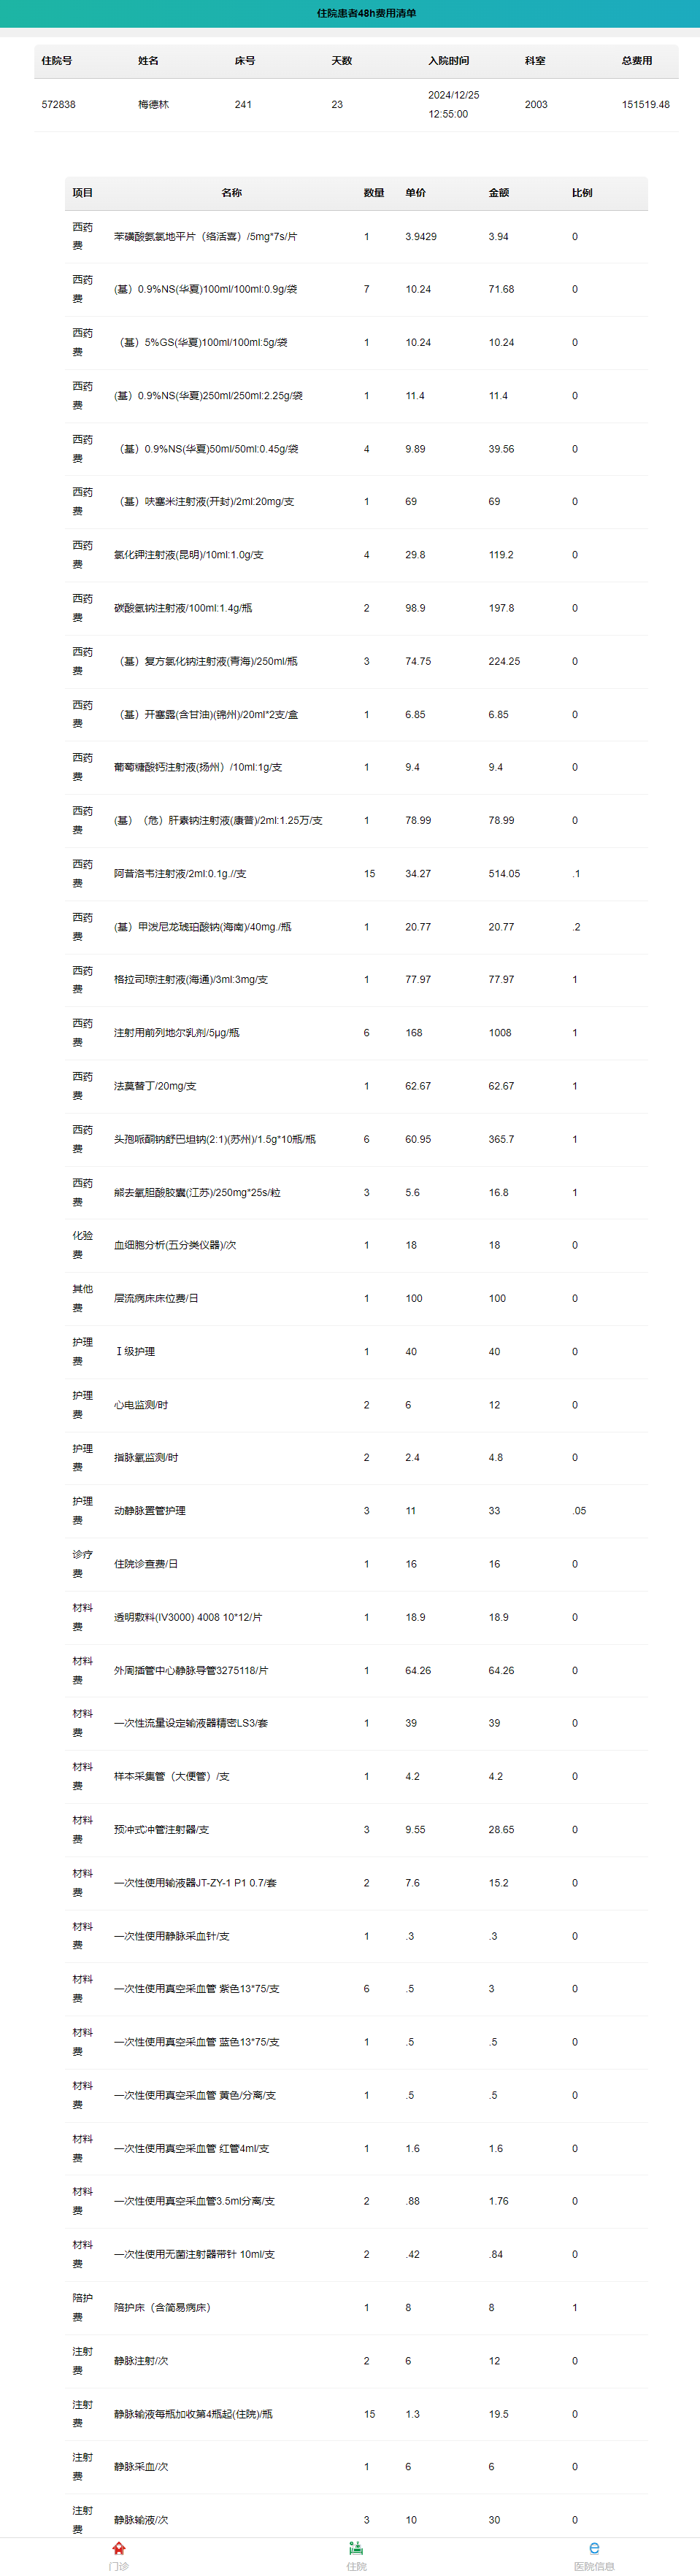 住院患者48h费用清单
住院号 姓名 床号 天数 入院时间 科室 总费用
572838 梅德林 241 23 2024/12/25 12:55:00 2003 151519.48
项目 名称 数量 单价 金额 比例
西药费 苯磺酸氨氯地平片（络活喜）/5mg*7s/片 1 3.9429 3.94 0
西药费 (基）0.9%NS(华夏)100ml/100ml:0.9g/袋 7 10.24 71.68 0
西药费 （基）5%GS(华夏)100ml/100ml:5g/袋 1 10.24 10.24 0
西药费 (基）0.9%NS(华夏)250ml/250ml:2.25g/袋 1 11.4 11.4 0
西药费 （基）0.9%NS(华夏)50ml/50ml:0.45g/袋 4 9.89 39.56 0
西药费 （基）呋塞米注射液(开封)/2ml:20mg/支 1 69 69 0
西药费 氯化钾注射液(昆明)/10ml:1.0g/支 4 29.8 119.2 0
西药费 碳酸氢钠注射液/100ml:1.4g/瓶 2 98.9 197.8 0
西药费 （基）复方氯化钠注射液(青海)/250ml/瓶 3 74.75 224.25 0
西药费 （基）开塞露(含甘油)(锦州)/20ml*2支/盒 1 6.85 6.85 0
西药费 葡萄糖酸钙注射液(扬州）/10ml:1g/支 1 9.4 9.4 0
西药费 (基）（危）肝素钠注射液(康普)/2ml:1.25万/支 1 78.99 78.99 0
西药费 阿昔洛韦注射液/2ml:0.1g.//支 15 34.27 514.05 .1
西药费 (基）甲泼尼龙琥珀酸钠(海南)/40mg./瓶 1 20.77 20.77 .2
西药费 格拉司琼注射液(海通)/3ml:3mg/支 1 77.97 77.97 1
西药费 注射用前列地尔乳剂/5μg/瓶 6 168 1008 1
西药费 法莫替丁/20mg/支 1 62.67 62.67 1
西药费 头孢哌酮钠舒巴坦钠(2:1)(苏州)/1.5g*10瓶/瓶 6 60.95 365.7 1
西药费 熊去氧胆酸胶囊(江苏)/250mg*25s/粒 3 5.6 16.8 1
化验费 血细胞分析(五分类仪器)/次 1 18 18 0
其他费 层流病床床位费/日 1 100 100 0
护理费 Ⅰ级护理 1 40 40 0
护理费 心电监测/时 2 6 12 0
护理费 指脉氧监测/时 2 2.4 4.8 0
护理费 动静脉置管护理 3 11 33 .05
诊疗费 住院诊查费/日 1 16 16 0
材料费 透明敷料(IV3000) 4008 10*12/片 1 18.9 18.9 0
材料费 外周插管中心静脉导管3275118/片 1 64.26 64.26 0
材料费 一次性流量设定输液器精密LS3/套 1 39 39 0
材料费 样本采集管（大便管）/支 1 4.2 4.2 0
材料费 预冲式冲管注射器/支 3 9.55 28.65 0
材料费 一次性使用输液器JT-ZY-1 P1 0.7/套 2 7.6 15.2 0
材料费 一次性使用静脉采血针/支 1 .3 .3 0
材料费 一次性使用真空采血管 紫色13*75/支 6 .5 3 0
材料费 一次性使用真空采血管 蓝色13*75/支 1 .5 .5 0
材料费 一次性使用真空采血管 黄色/分离/支 1 .5 .5 0
材料费 一次性使用真空采血管 红管4ml/支 1 1.6 1.6 0
材料费 一次性使用真空采血管3.5ml分离/支 2 .88 1.76 0
材料费 一次性使用无菌注射器带针 10ml/支 2 .42 .84 0
陪护费 陪护床（含简易病床） 1 8 8 1
注射费 静脉注射/次 2 6 12 0
注射费 静脉输液每瓶加收第4瓶起(住院)/瓶 15 1.3 19.5 0
注射费 静脉采血/次 1 6 6 0
注射费 静脉输液/次 3 10 30 0
门诊 住院 医院信息